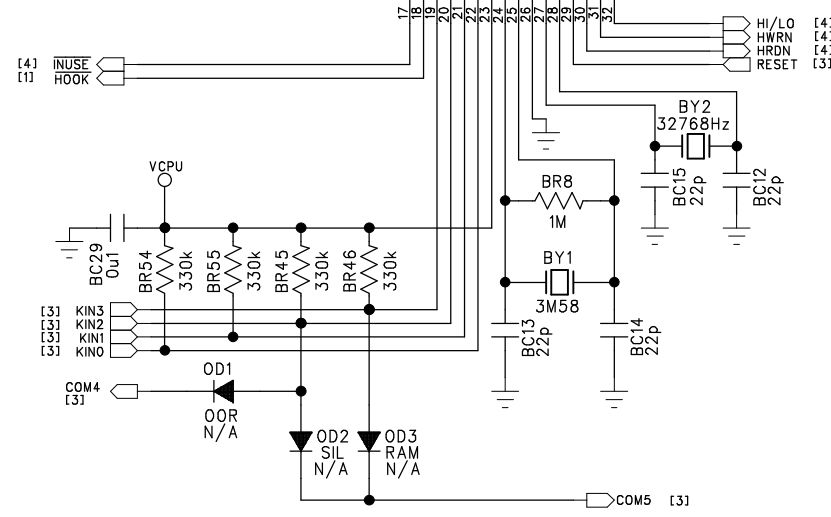 17
18
19
20
21
22
23
24
25
26
27
28
29
30
31
32
HI/LO [4]
HWRN [4]
HRDN [4]
RESET [3]
[4] INUSE
[1] HOOK
BY2
32768Hz
BC15
22p
BC12
22p
VCPU
BC29
0u1
BR54
330k
BR55
330k
BR45
330k
BR46
330k
BR8
1M
BY1
3M58
BC13
22p
BC14
22p
[3] KIN3
[3] KIN2
[3] KIN1
[3] KIN0
COM4
[3]
OD1
OOR
N/A
OD2
SIL
N/A
OD3
RAM
N/A
COM5 [3]